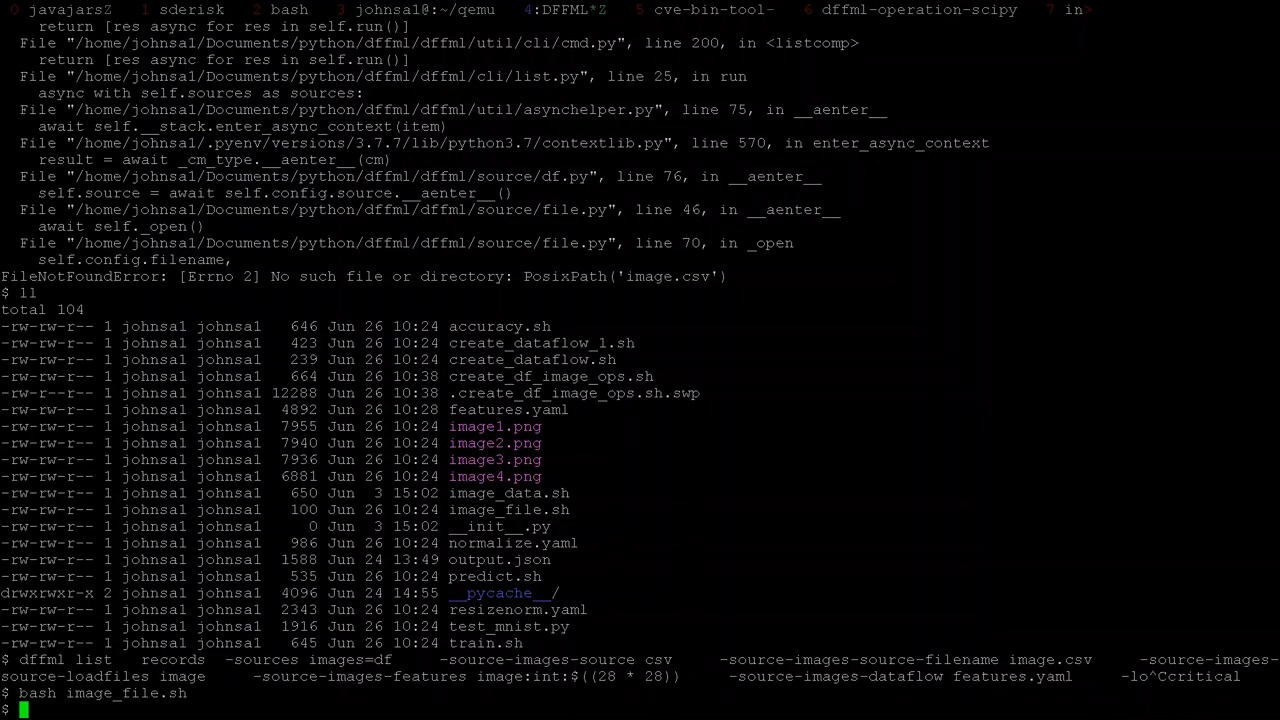 0 javajarsZ 1 sderisk 2 bash 3 johnsa1@:~/qemu 4:DFFML*Z 5 cve-bin-tool- 6 dffml-operation-scipy 7 in>
return [res async for res in self.run()]
File "/home/johnsa1/Documents/python/dffml/dffml/util/cli/cmd.py", line 200, in <listcomp>
return [res async for res in self.run()]
File "/home/johnsa1/Documents/python/dffml/dffml/cli/list.py", line 25, in run
async with self.sources as sources:
File "/home/johnsa1/Documents/python/dffml/dffml/util/asynchelper.py", line 75, in __aenter__
await self.__stack.enter_async_context(item)
File "/home/johnsa1/.pyenv/versions/3.7.7/lib/python3.7/contextlib.py", line 570, in enter_async_context
result = await _cm_type.__aenter__(cm)
File "/home/johnsa1/Documents/python/dffml/dffml/source/df.py", line 76, in __aenter__
self.source = await self.config.source.__aenter__()
File "/home/johnsa1/Documents/python/dffml/dffml/source/file.py", line 46, in __aenter__
await self._open()
File "/home/johnsa1/Documents/python/dffml/dffml/source/file.py", line 70, in _open
self.config.filename,
FileNotFoundError: [Errno 2] No such file or directory: PosixPath('image.csv')
$ ll
total 104
-rw-rw-r-- 1 johnsa1 johnsa1 646 Jun 26 10:24 accuracy.sh
-rw-rw-r-- 1 johnsa1 johnsa1 423 Jun 26 10:24 create_dataflow_1.sh
-rw-rw-r-- 1 johnsa1 johnsa1 239 Jun 26 10:24 create_dataflow.sh
-rw-rw-r-- 1 johnsa1 johnsa1 664 Jun 26 10:38 create_df_image_ops.sh
-rw-rw-r-- 1 johnsa1 johnsa1 12288 Jun 26 10:38 .create_df_image_ops.sh.swp
-rw-rw-r-- 1 johnsa1 johnsa1 4892 Jun 26 10:28 features.yaml
-rw-rw-r-- 1 johnsa1 johnsa1 7955 Jun 26 10:24 image1.png
-rw-rw-r-- 1 johnsa1 johnsa1 7940 Jun 26 10:24 image2.png
-rw-rw-r-- 1 johnsa1 johnsa1 7936 Jun 26 10:24 image3.png
-rw-rw-r-- 1 johnsa1 johnsa1 6881 Jun 26 10:24 image4.png
-rw-rw-r-- 1 johnsa1 johnsa1 650 Jun 3 15:02 image_data.sh
-rw-rw-r-- 1 johnsa1 johnsa1 100 Jun 26 10:24 image_file.sh
-rw-rw-r-- 1 johnsa1 johnsa1 0 Jun 3 15:02 __init__.py
-rw-rw-r-- 1 johnsa1 johnsa1 986 Jun 26 10:24 normalize.yaml
-rw-rw-r-- 1 johnsa1 johnsa1 1588 Jun 24 13:49 output.json
-rw-rw-r-- 1 johnsa1 johnsa1 535 Jun 26 10:24 predict.sh
drwxrwxr-x 2 johnsa1 johnsa1 4096 Jun 24 14:55 __pycache__/
-rw-rw-r-- 1 johnsa1 johnsa1 2343 Jun 26 10:24 resizenorm.yaml
-rw-rw-r-- 1 johnsa1 johnsa1 1916 Jun 26 10:24 test_mnist.py
-rw-rw-r-- 1 johnsa1 johnsa1 645 Jun 26 10:24 train.sh
$ dffml list records -sources images=df -source-images-source csv -source-images-source-filename image.csv -source-images-
source-loadfiles image -source-images-features image:int:$((28 * 28)) -source-images-dataflow features.yaml -lo^Ccritical
$ bash image_file.sh
$